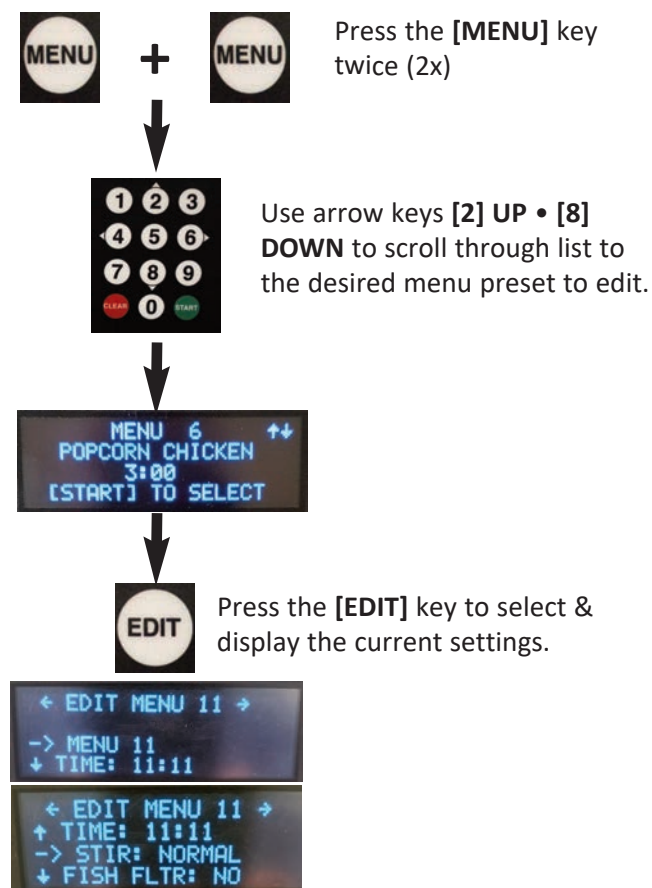 MENU + MENU
Press the [MENU] key
twice (2x)
1 2 3
4 5 6
7 8 9
CLEAR 0 START
Use arrow keys [2] UP • [8]
DOWN to scroll through list to
the desired menu preset to edit.
MENU 6 ↑↓
POPCORN CHICKEN
3:00
[START] TO SELECT
EDIT
Press the [EDIT] key to select &
display the current settings.
← EDIT MENU 11 →
-> MENU 11
↓ TIME: 11:11
← EDIT MENU 11 →
↑ TIME: 11:11
-> STIR: NORMAL
↓ FISH FLTR: NO